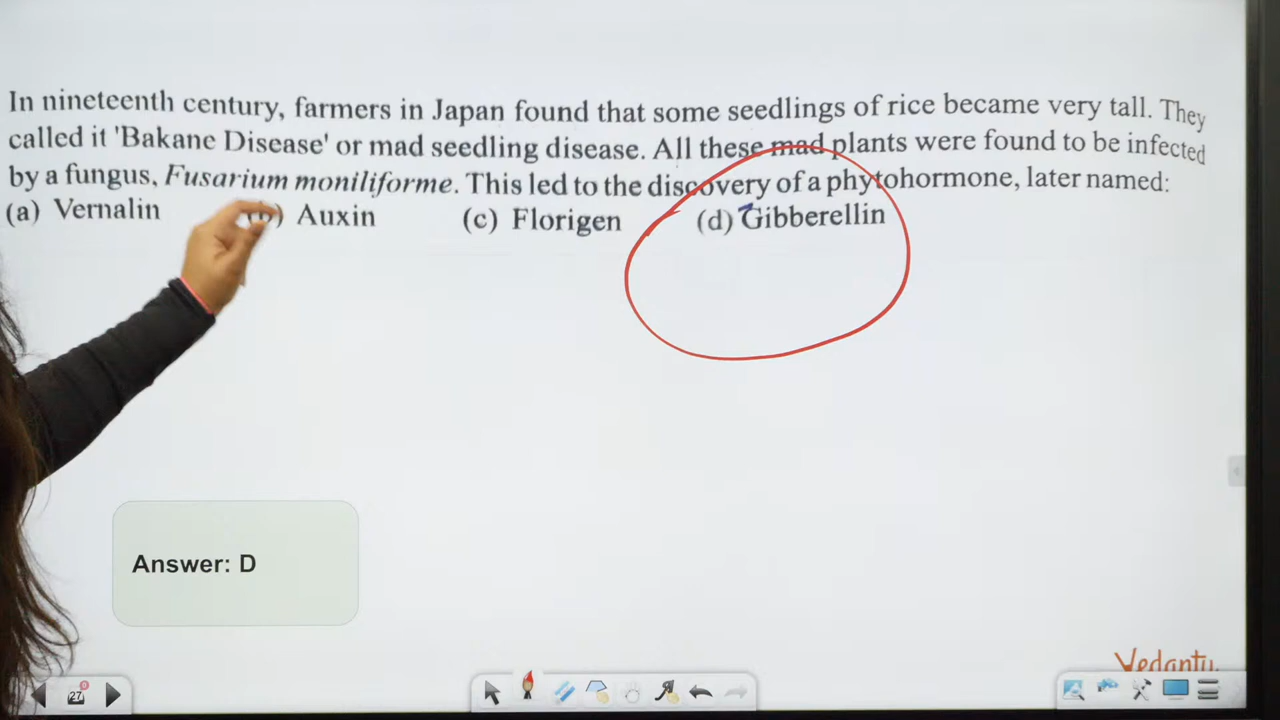 In nineteenth century, farmers in Japan found that some seedlings of rice became very tall. They
called it 'Bakane Disease' or mad seedling disease. All these mad plants were found to be infected
by a fungus, Fusarium moniliforme. This led to the discovery of a phytohormone, later named:
(a) Vernalin (b) Auxin (c) Florigen (d) Gibberellin
Answer: D
Vedantu
27